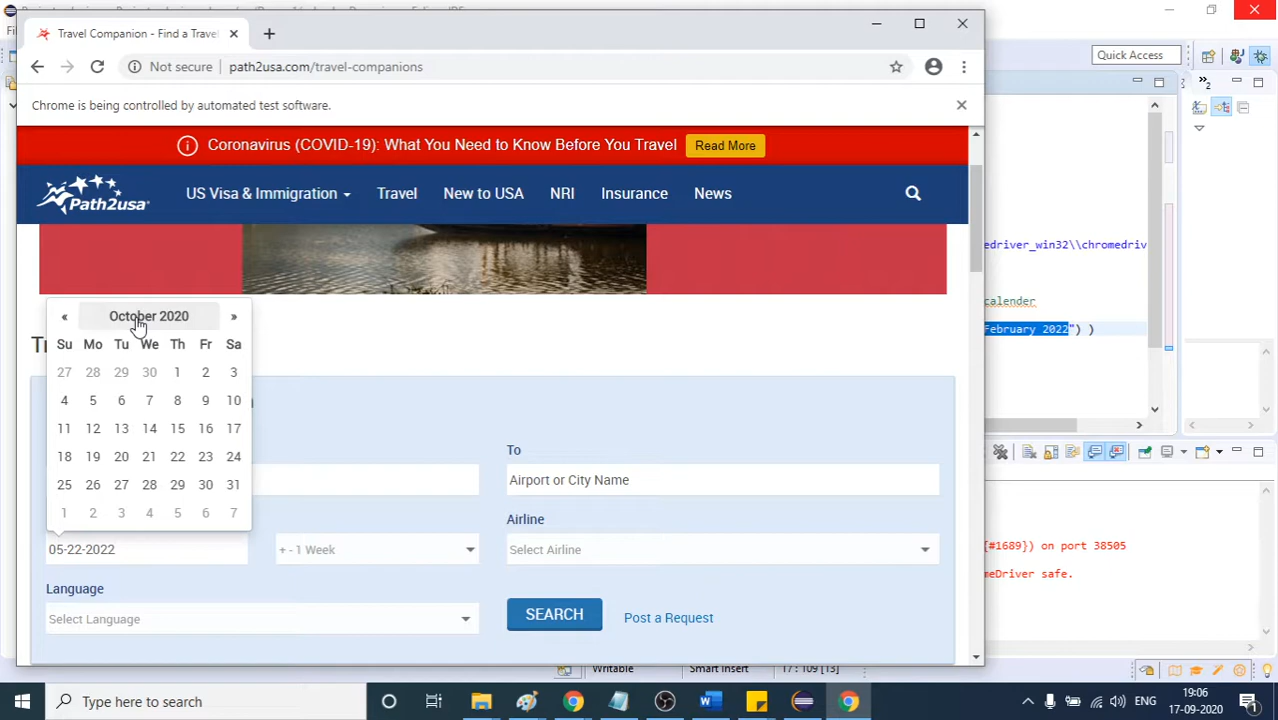 Travel Companion - Find a Trave
Not secure
path2usa.com/travel-companions
Chrome is being controlled by automated test software.
Coronavirus (COVID-19): What You Need to Know Before You Travel
Read More
Path2usa
US Visa & Immigration
Travel
New to USA
NRI
Insurance
News
« October 2020 »
Su Mo Tu We Th Fr Sa
27 28 29 30 1 2 3
4 5 6 7 8 9 10
11 12 13 14 15 16 17
18 19 20 21 22 23 24
25 26 27 28 29 30 31
1 2 3 4 5 6 7
To
Airport or City Name
Airline
05-22-2022
+ - 1 Week
Select Airline
Language
Select Language
SEARCH
Post a Request
Quick Access
edriver_win32\\chromedriv
calender
February 2022") )
{#1689}) on port 38505
meDriver safe.
Writable
Smart Insert
17 : 109 [13]
Type here to search
ENG
19:06
17-09-2020